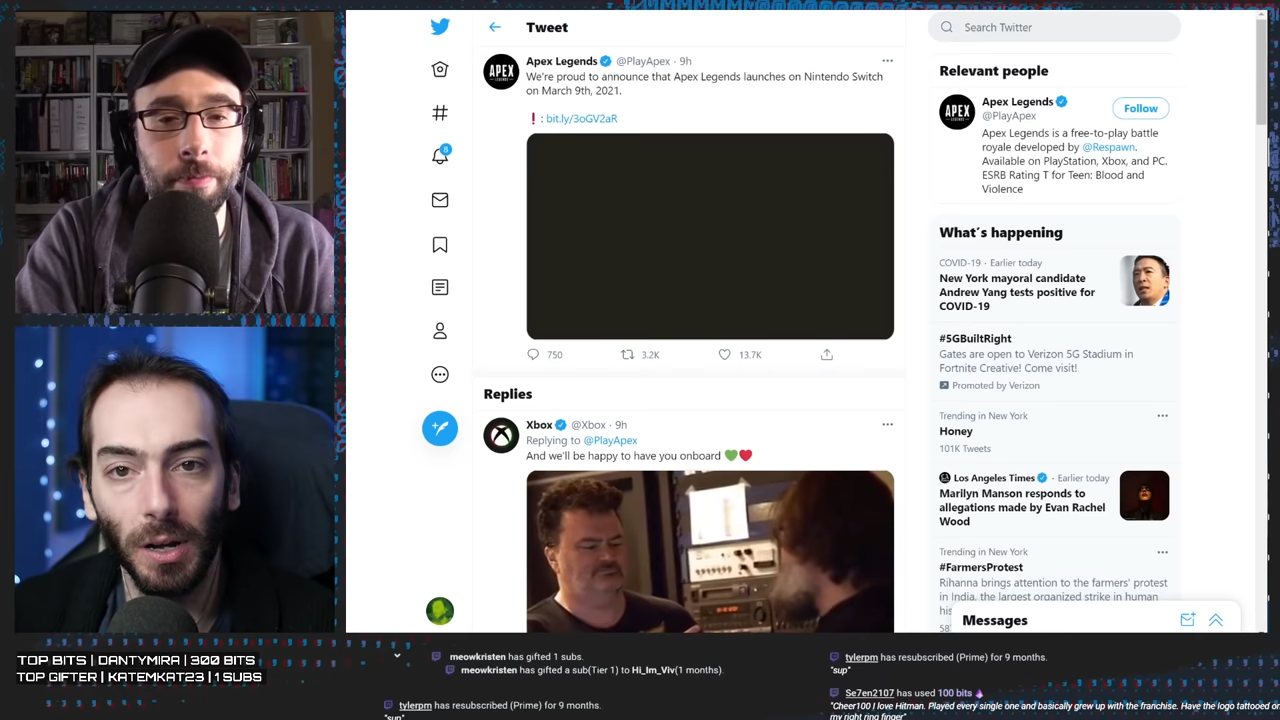 Tweet
Apex Legends @PlayApex · 9h
We're proud to announce that Apex Legends launches on Nintendo Switch
on March 9th, 2021.
❗ : bit.ly/3oGV2aR
750 3.2K 13.7K
Replies
Xbox @Xbox · 9h
Replying to @PlayApex
And we'll be happy to have you onboard 💚❤️
8
APEX
LEGENDS
Search Twitter
Relevant people
APEX
LEGENDS
Apex Legends
@PlayApex
Follow
Apex Legends is a free-to-play battle
royale developed by @Respawn.
Available on PlayStation, Xbox, and PC.
ESRB Rating T for Teen: Blood and
Violence
What's happening
COVID-19 · Earlier today
New York mayoral candidate
Andrew Yang tests positive for
COVID-19
#5GBuiltRight
Gates are open to Verizon 5G Stadium in
Fortnite Creative! Come visit!
Promoted by Verizon
Trending in New York
Honey
101K Tweets
Los Angeles Times · Earlier today
Marilyn Manson responds to
allegations made by Evan Rachel
Wood
Trending in New York
#FarmersProtest
Rihanna brings attention to the farmers' protest
in India, the largest organized strike in human
Messages
TOP BITS | DANTYMIRA | 300 BITS
TOP GIFTER | KATEMKAT23 | 1 SUBS
meowkristen has gifted 1 subs.
meowkristen has gifted a sub(Tier 1) to Hi_Im_Viv(1 months).
tylerpm has resubscribed (Prime) for 9 months.
"sup"
tylerpm has resubscribed (Prime) for 9 months.
"sup"
Se7en2107 has used 100 bits
"Cheer100 I love Hitman. Played every single one and basically grew up with the franchise. Have the logo tattooed on
my right ring finger"